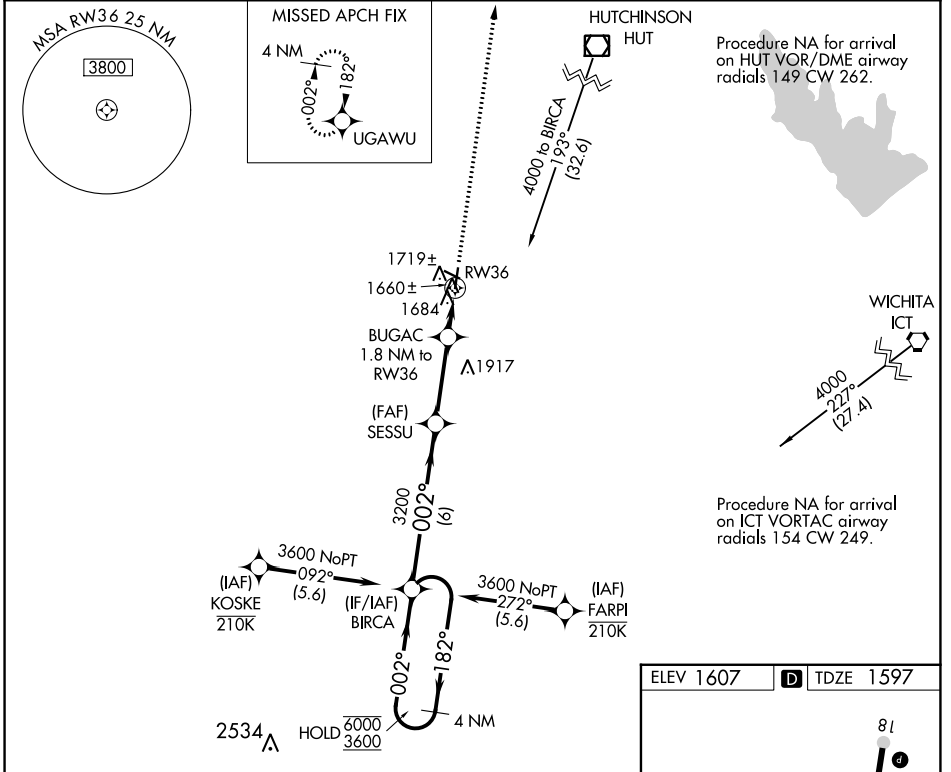 MSA RW36 25 NM
3800
MISSED APCH FIX
4 NM
002°
182°
UGAWU
HUTCHINSON
HUT
4000 to BIRCA
193°
(32.6)
Procedure NA for arrival
on HUT VOR/DME airway
radials 149 CW 262.
1719±
RW36
1660±
1684
BUGAC
1.8 NM to
RW36
1917
WICHITA
ICT
4000
227°
(27.4)
(FAF)
SESSU
3200
002°
(6)
Procedure NA for arrival
on ICT VORTAC airway
radials 154 CW 249.
3600 NoPT
092°
(5.6)
(IAF)
KOSKE
210K
(IF/IAF)
BIRCA
3600 NoPT
272°
(5.6)
(IAF)
FARPI
210K
002°
182°
2534
HOLD
6000
3600
4 NM
ELEV 1607
D
TDZE 1597
18
P